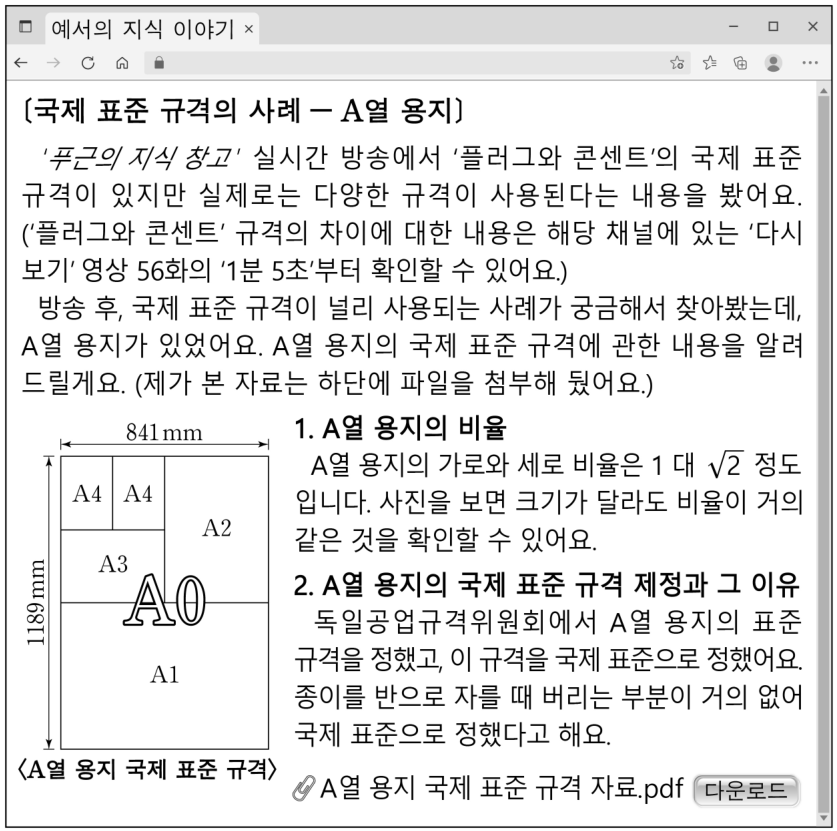 예서의 지식 이야기 ×
[국제 표준 규격의 사례 － A열 용지]
'푸근의 지식 창고' 실시간 방송에서 '플러그와 콘센트'의 국제 표준
규격이 있지만 실제로는 다양한 규격이 사용된다는 내용을 봤어요.
('플러그와 콘센트' 규격의 차이에 대한 내용은 해당 채널에 있는 '다시
보기' 영상 56화의 '1분 5초'부터 확인할 수 있어요.)
방송 후, 국제 표준 규격이 널리 사용되는 사례가 궁금해서 찾아봤는데,
A열 용지가 있었어요. A열 용지의 국제 표준 규격에 관한 내용을 알려
드릴게요. (제가 본 자료는 하단에 파일을 첨부해 뒀어요.)
841mm
1189mm
A4 A4
A2
A3
A0
A1
〈A열 용지 국제 표준 규격〉
1. A열 용지의 비율
A열 용지의 가로와 세로 비율은 1 대 √2 정도
입니다. 사진을 보면 크기가 달라도 비율이 거의
같은 것을 확인할 수 있어요.
2. A열 용지의 국제 표준 규격 제정과 그 이유
독일공업규격위원회에서 A열 용지의 표준
규격을 정했고, 이 규격을 국제 표준으로 정했어요.
종이를 반으로 자를 때 버리는 부분이 거의 없어
국제 표준으로 정했다고 해요.
A열 용지 국제 표준 규격 자료.pdf 다운로드